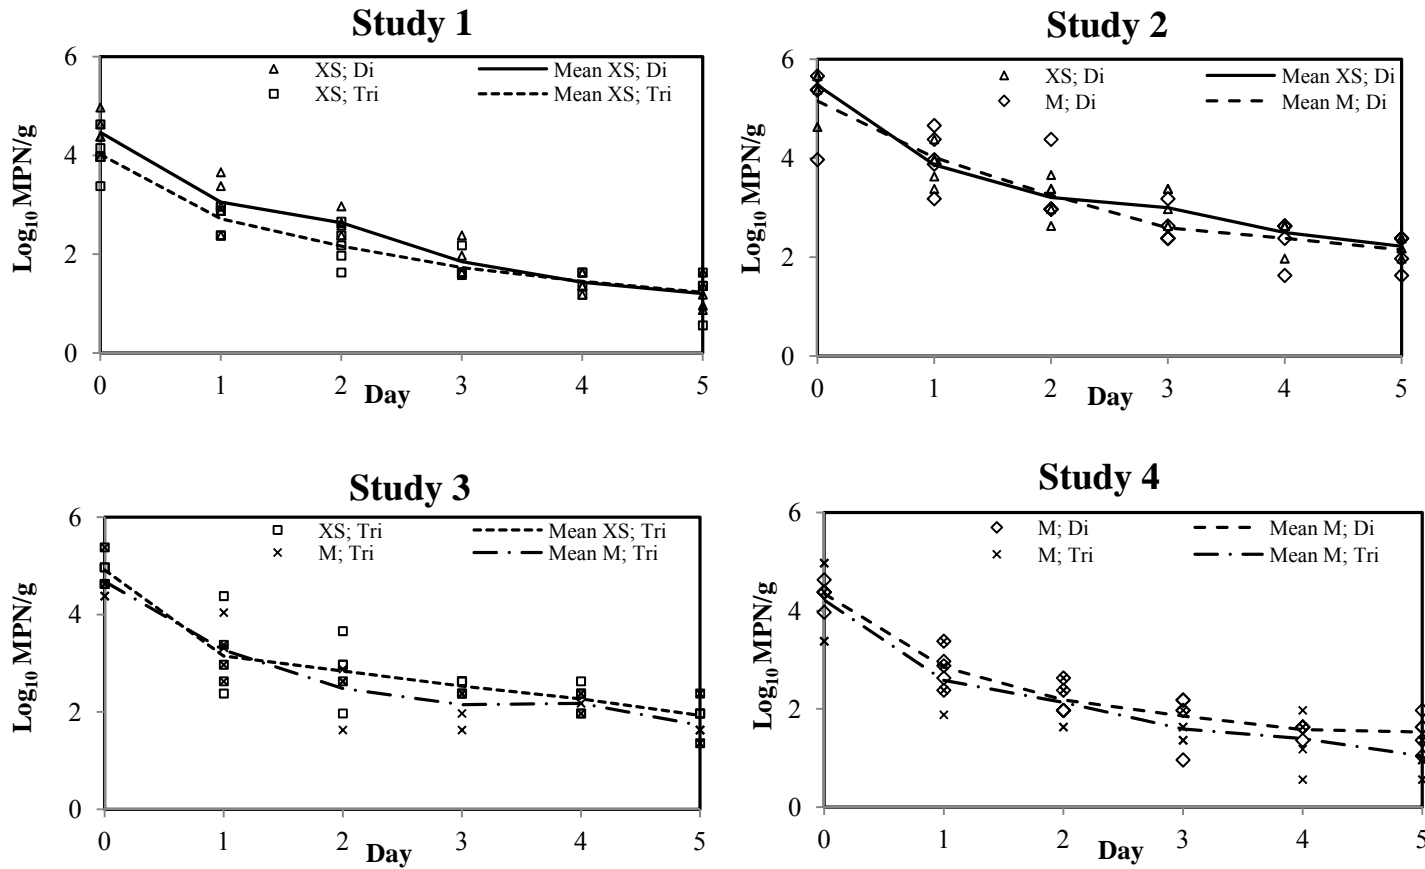 Study 1
6
4
2
0
Log10 MPN/g
XS; Di
Mean XS; Di
XS; Tri
Mean XS; Tri
0 1 2 3 4 5
Day
Study 2
6
4
2
0
Log10 MPN/g
XS; Di
Mean XS; Di
M; Di
Mean M; Di
0 1 2 3 4 5
Day
Study 3
6
4
2
0
Log10 MPN/g
XS; Tri
Mean XS; Tri
M; Tri
Mean M; Tri
0 1 2 3 4 5
Day
Study 4
6
4
2
0
Log10 MPN/g
M; Di
Mean M; Di
M; Tri
Mean M; Tri
0 1 2 3 4 5
Day